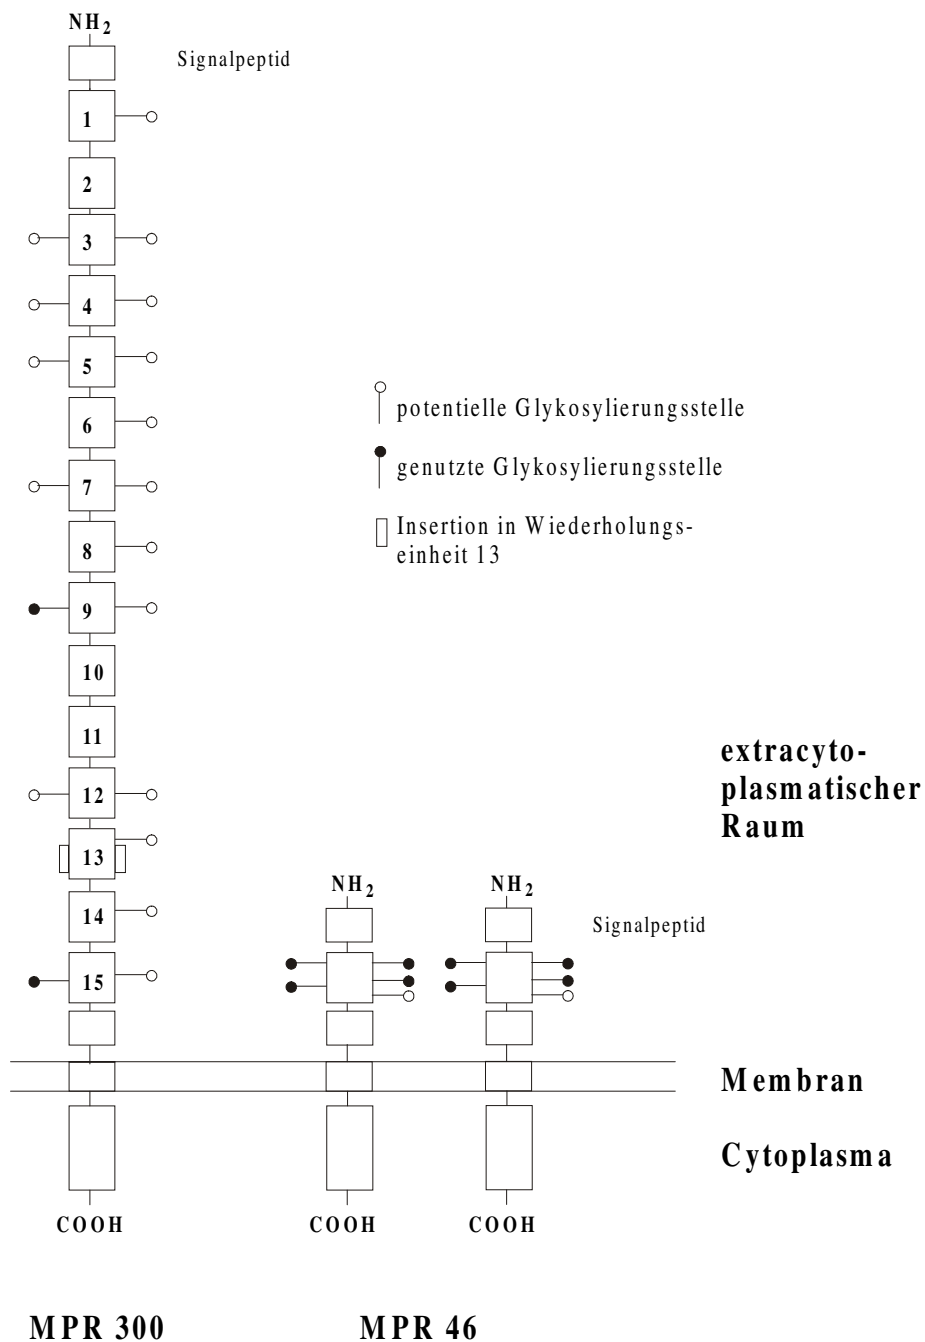 NH2
Signalpeptid
1
2
3
4
5
6
7
8
9
10
11
12
13
14
15
COOH
potentielle Glykosylierungsstelle
genutzte Glykosylierungsstelle
Insertion in Wiederholungs-
einheit 13
extracyto-
plasmatischer
Raum
NH2
NH2
Signalpeptid
Membran
Cytoplasma
COOH
COOH
MPR 300
MPR 46